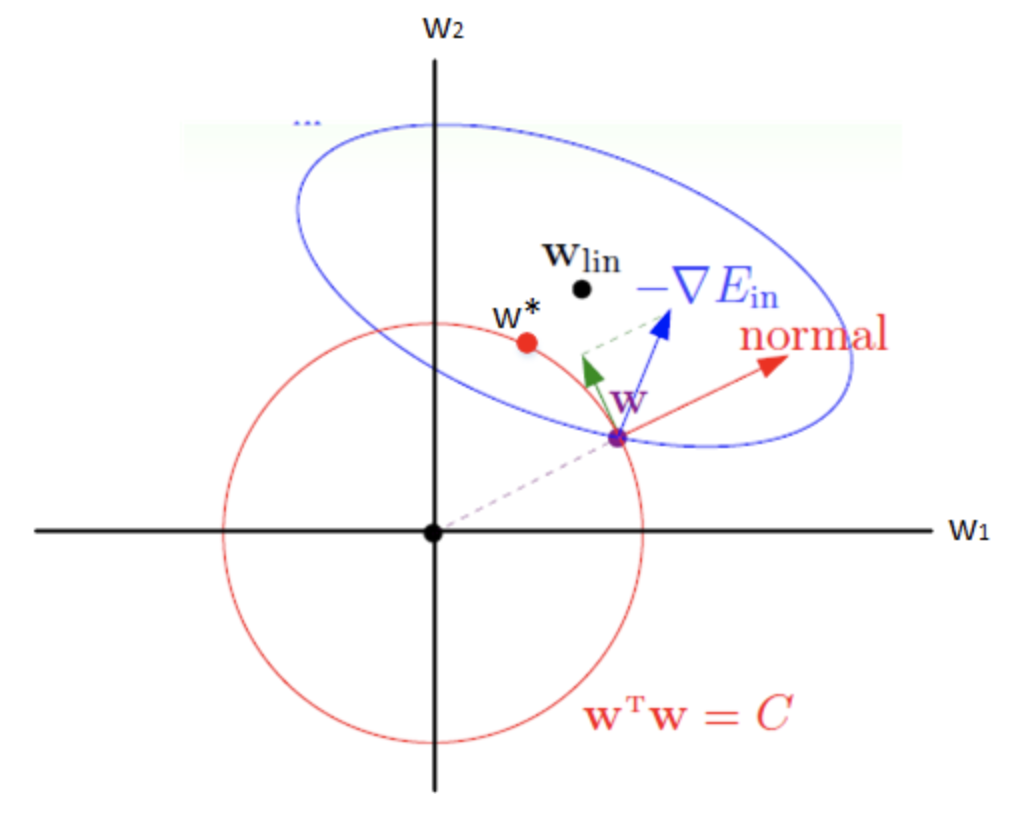 W₂
...
w_lin
−∇E_in
w*
normal
w
W₁
wᵀw = C